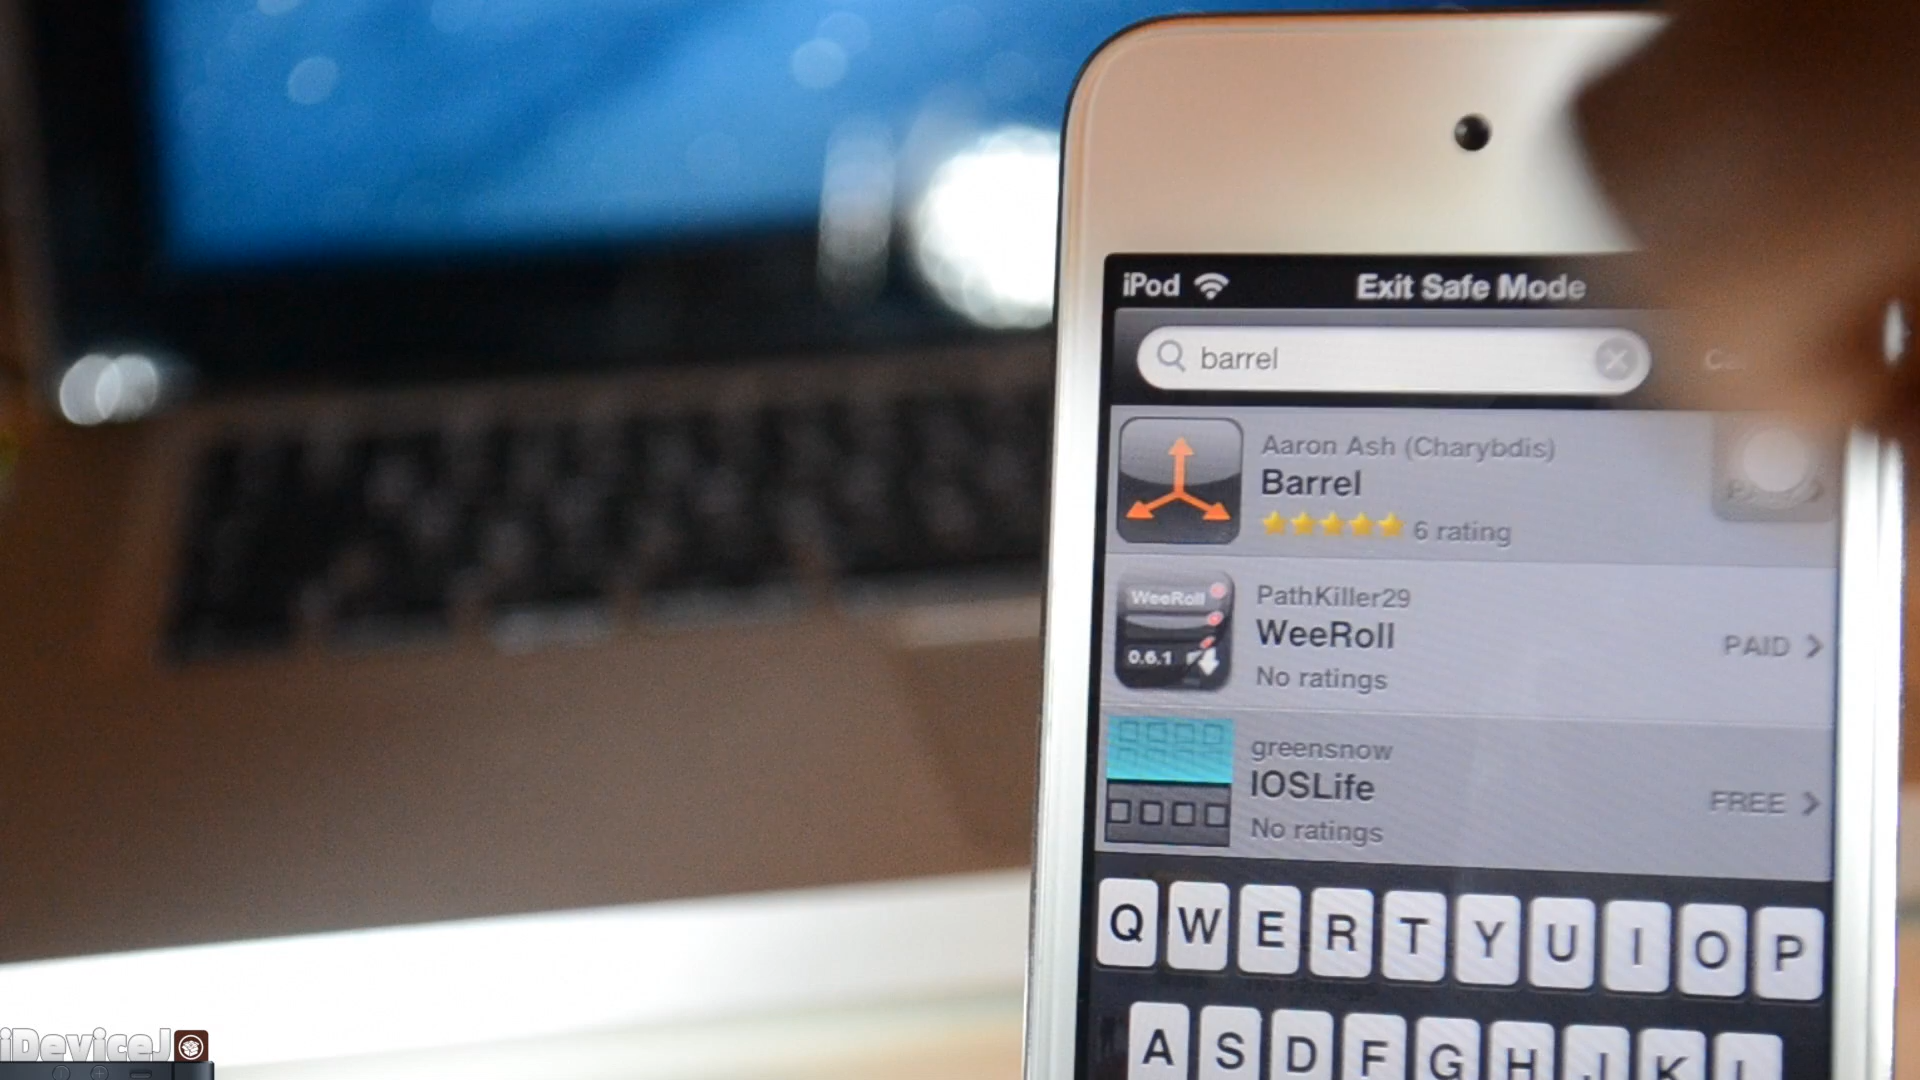 iPod
Exit Safe Mode
barrel
Aaron Ash (Charybdis)
Barrel
6 rating
WeeRoll
0.6.1
PathKiller29
WeeRoll
No ratings
PAID
greensnow
IOSLife
No ratings
FREE
Q W E R T Y U I O P
A S D F G H J K L
iDeviceJ